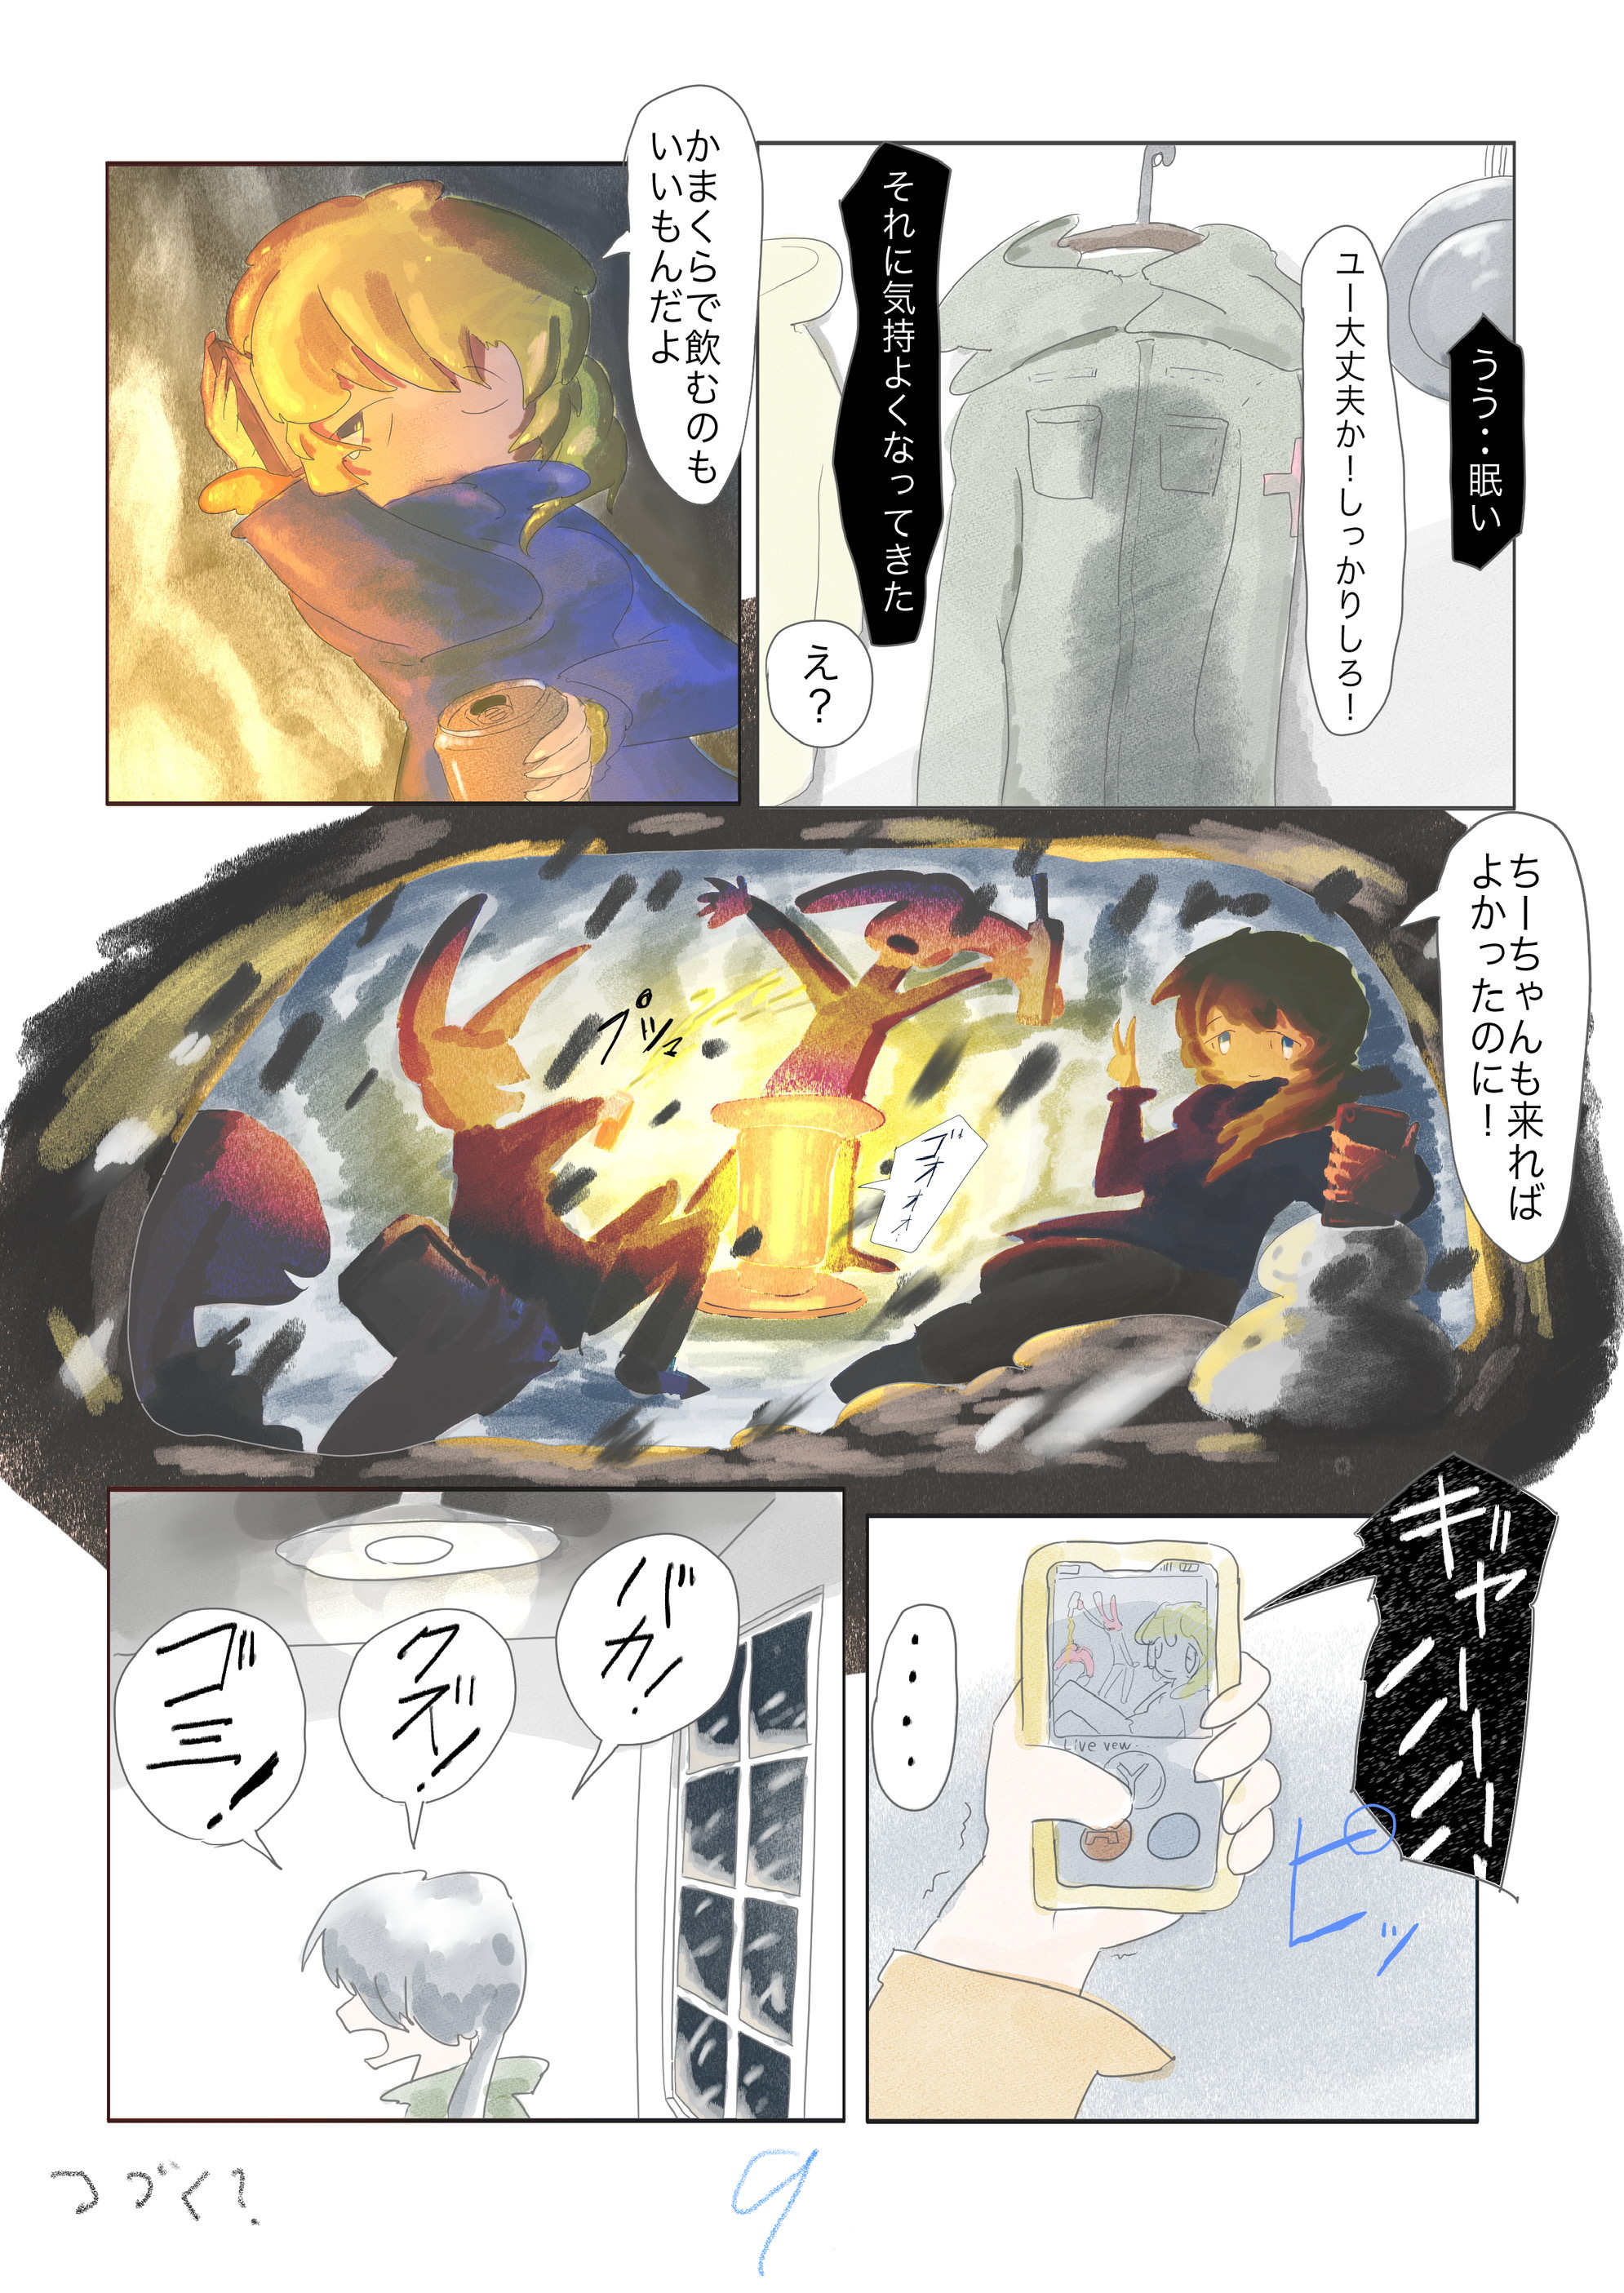 うう‥眠い
ユー大丈夫か!しっかりしろ!
それに気持よくなってきた
え?
かまくらで飲むのも
いいもんだよ
ちーちゃんも来れば
よかったのに!
プツッ
ゴオオオ
ギャーーー
ピッ
Live vew.
Y
・・・・
バカ!
クズ!
ゴミ!
つづく?
9